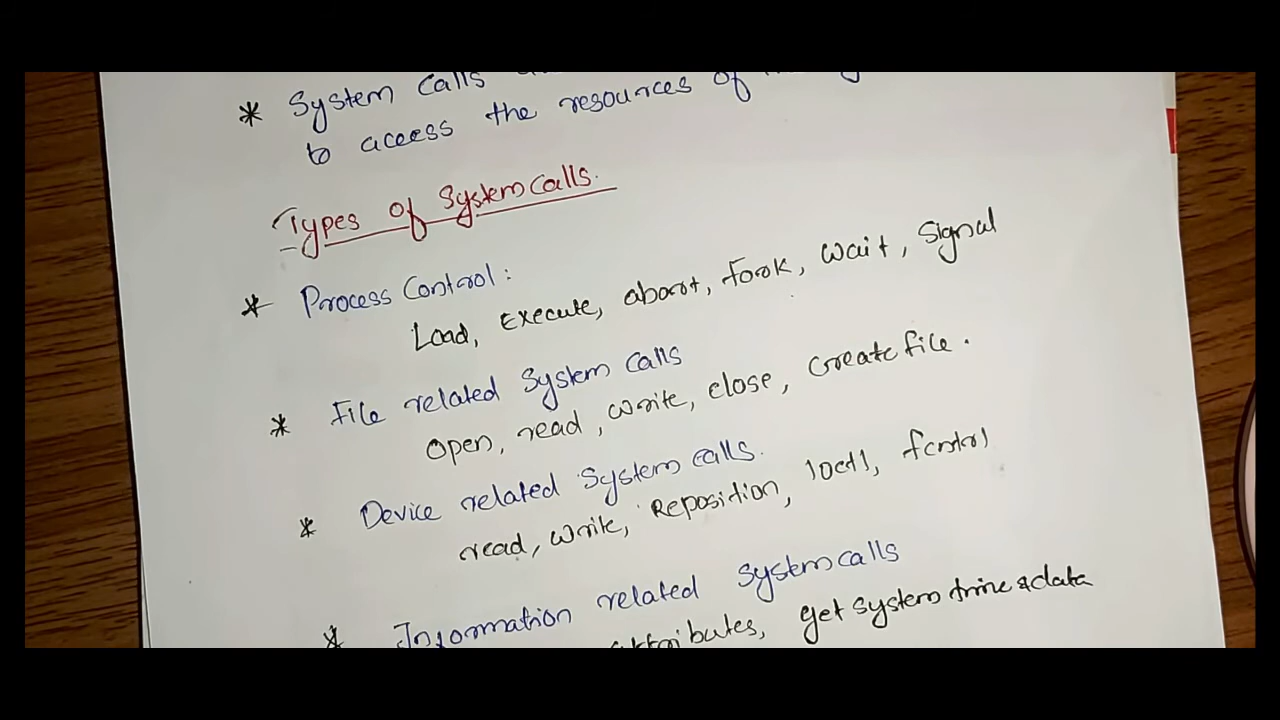 * System Calls
to access the resources of
Types of System Calls.
* Process Control:
Load, Execute, abort, fork, wait, Signal
* File related System Calls
Open, read, write, close, Create file.
* Device related System calls.
read, write, Reposition, ioctl, fcntrl
* Information related System calls
attributes, get system time & data